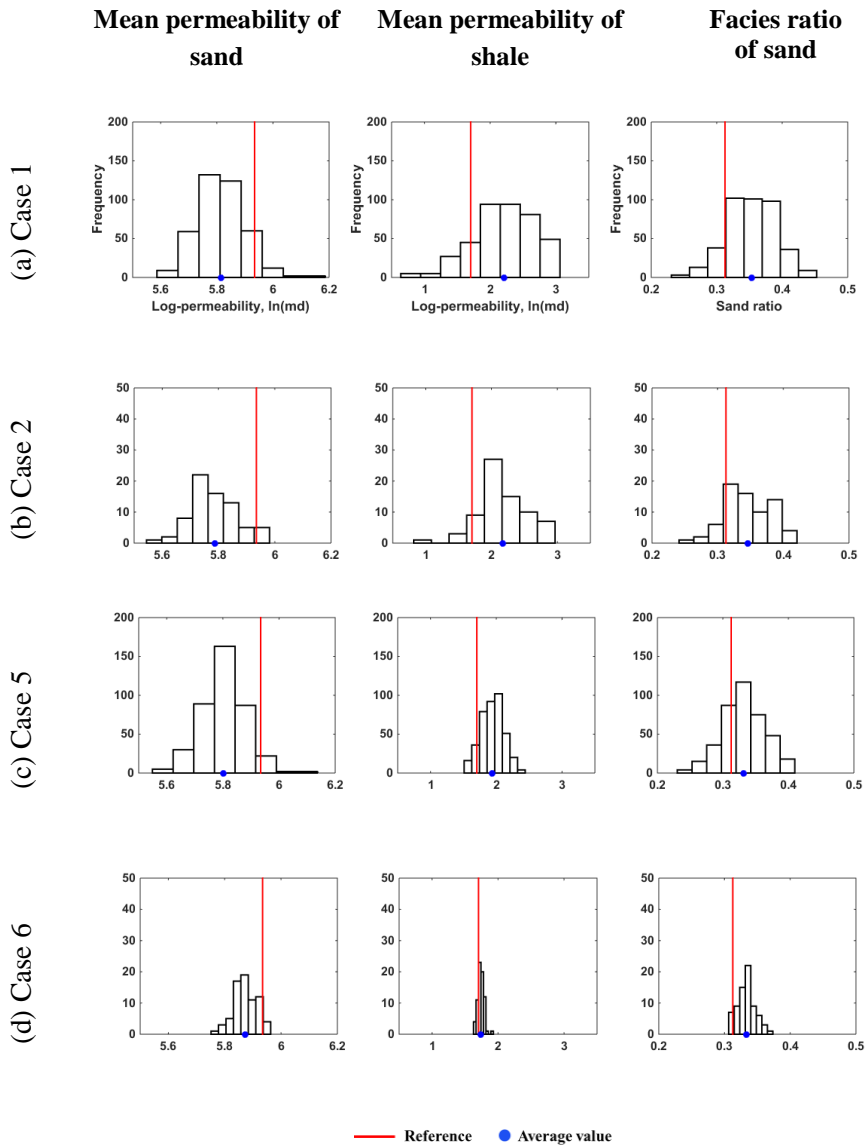 Mean permeability of
sand
Mean permeability of
shale
Facies ratio
of sand
(a) Case 1
Frequency
200
150
100
50
0
5.6 5.8 6 6.2
Log-permeability, ln(md)
Frequency
200
150
100
50
0
1 2 3
Log-permeability, ln(md)
Frequency
200
150
100
50
0
0.2 0.3 0.4 0.5
Sand ratio
(b) Case 2
50
40
30
20
10
0
5.6 5.8 6 6.2
50
40
30
20
10
0
1 2 3
50
40
30
20
10
0
0.2 0.3 0.4 0.5
(c) Case 5
200
150
100
50
0
5.6 5.8 6 6.2
200
150
100
50
0
1 2 3
200
150
100
50
0
0.2 0.3 0.4 0.5
(d) Case 6
50
40
30
20
10
0
5.6 5.8 6 6.2
50
40
30
20
10
0
1 2 3
50
40
30
20
10
0
0.2 0.3 0.4 0.5
Reference Average value